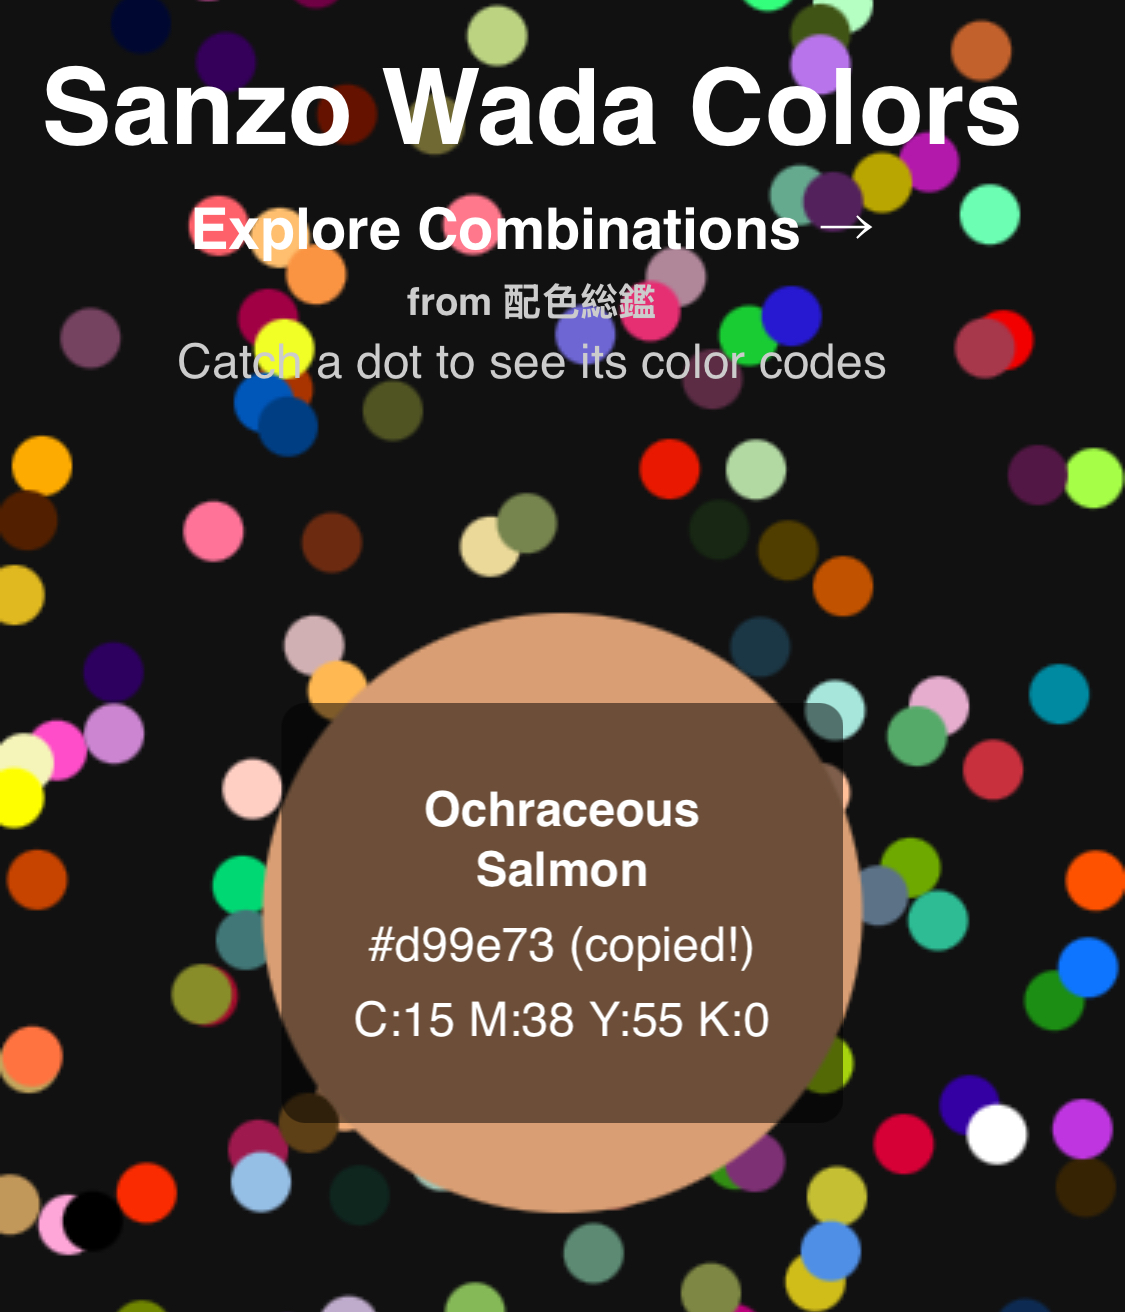 Sanzo Wada Colors
Explore Combinations →
from 配色総鑑
Catch a dot to see its color codes
Ochraceous
Salmon
#d99e73 (copied!)
C:15 M:38 Y:55 K:0